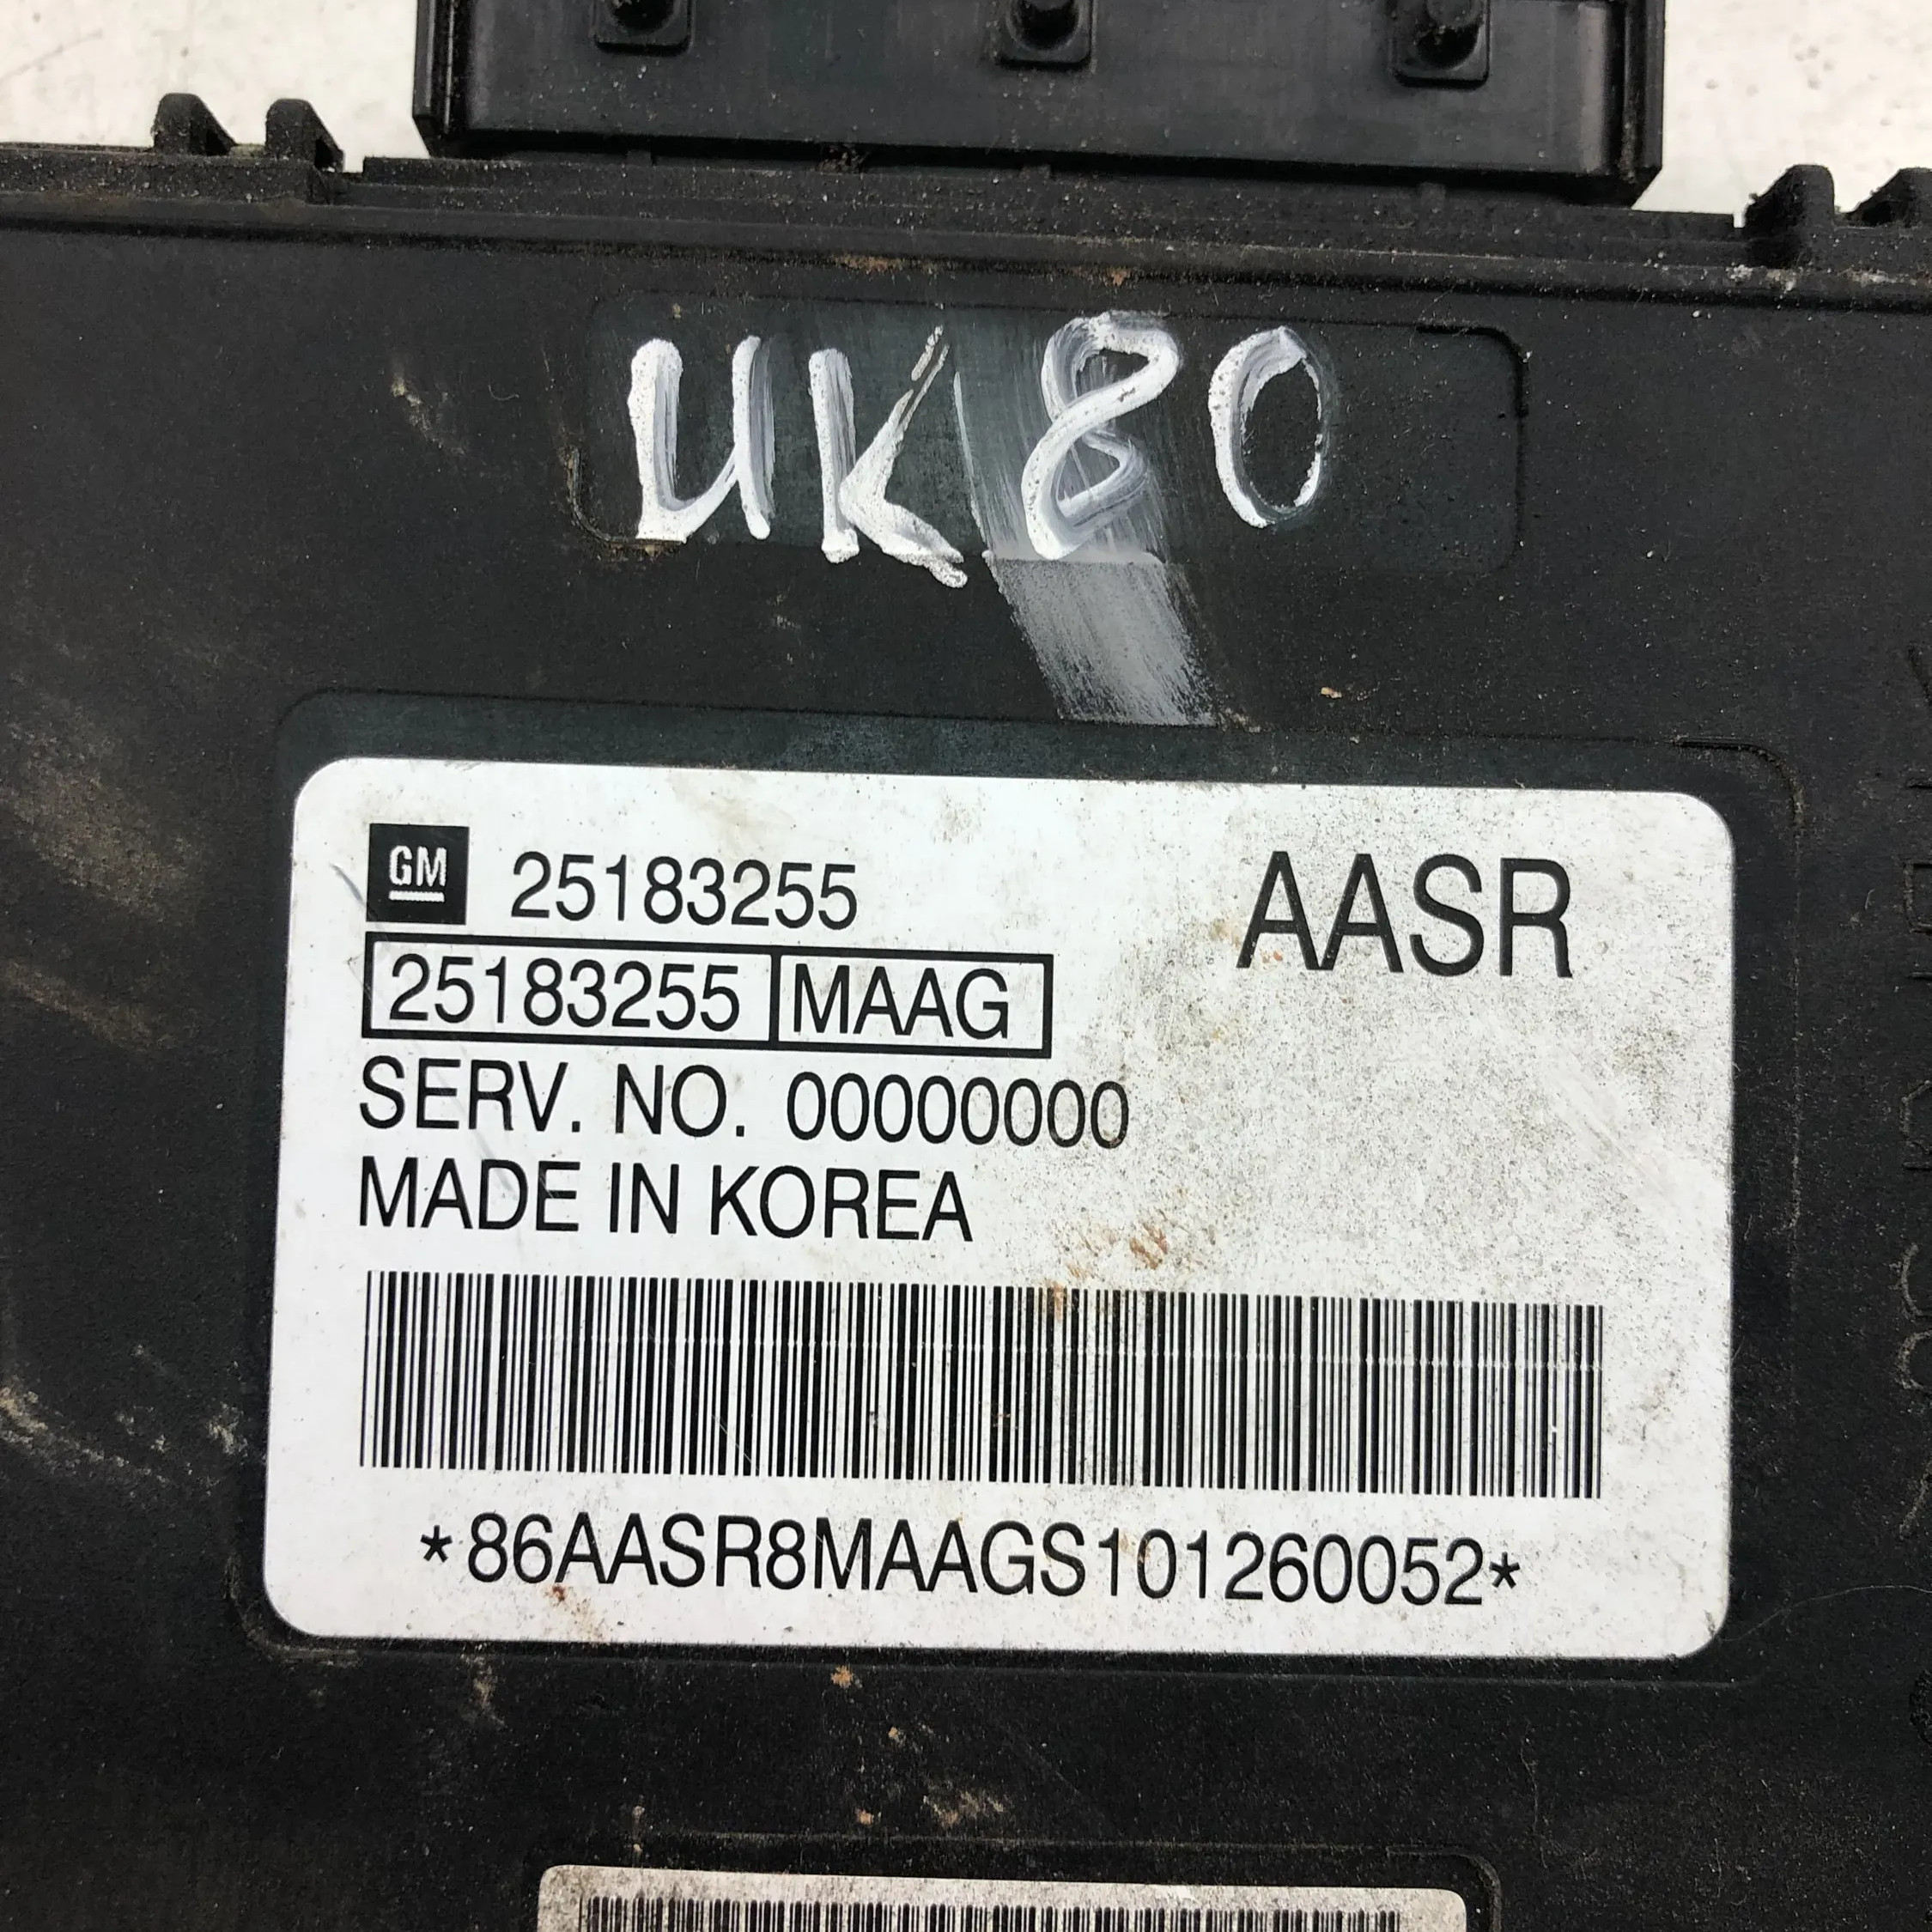 UK80
GM 25183255 AASR
25183255 MAAG
SERV. NO. 00000000
MADE IN KOREA
*86AASR8MAAGS101260052*